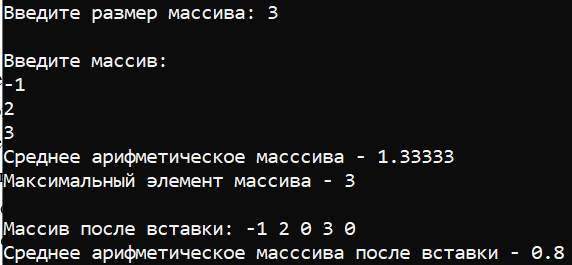 Введите размер массива: 3
Введите массив:
-1
2
3
Среднее арифметическое масссива - 1.33333
Максимальный элемент массива - 3
Массив после вставки: -1 2 0 3 0
Среднее арифметическое масссива после вставки - 0.8